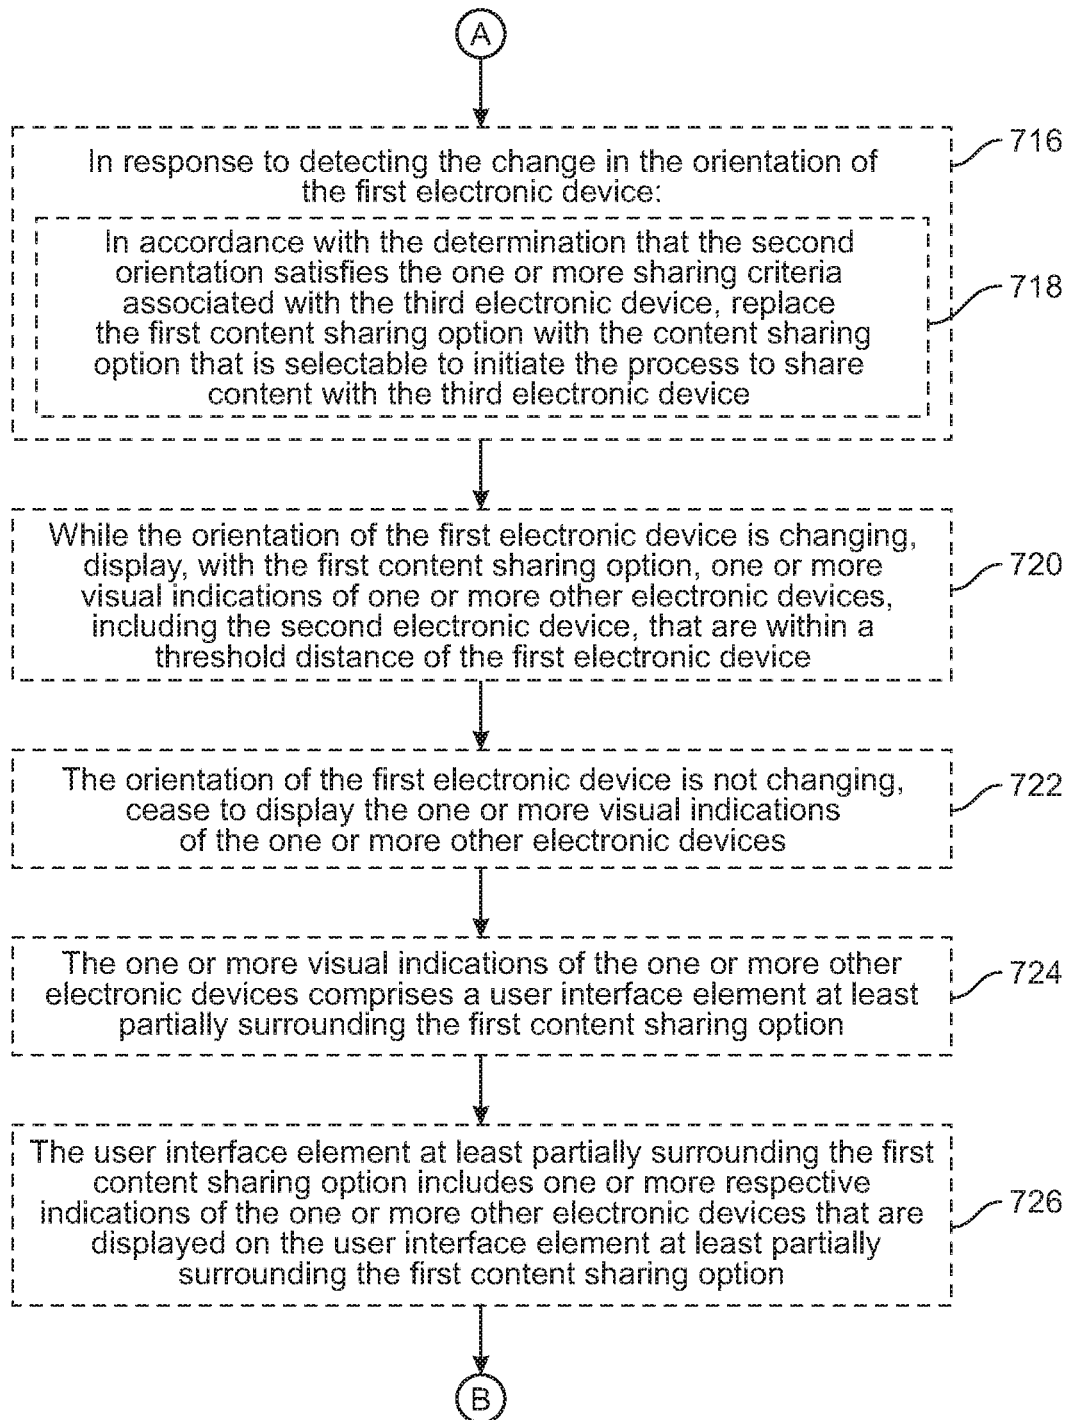 A
In response to detecting the change in the orientation of
the first electronic device:
716
In accordance with the determination that the second
orientation satisfies the one or more sharing criteria
associated with the third electronic device, replace
the first content sharing option with the content sharing
option that is selectable to initiate the process to share
content with the third electronic device
718
While the orientation of the first electronic device is changing,
display, with the first content sharing option, one or more
visual indications of one or more other electronic devices,
including the second electronic device, that are within a
threshold distance of the first electronic device
720
The orientation of the first electronic device is not changing,
cease to display the one or more visual indications
of the one or more other electronic devices
722
The one or more visual indications of the one or more other
electronic devices comprises a user interface element at least
partially surrounding the first content sharing option
724
The user interface element at least partially surrounding the first
content sharing option includes one or more respective
indications of the one or more other electronic devices that are
displayed on the user interface element at least partially
surrounding the first content sharing option
726
B